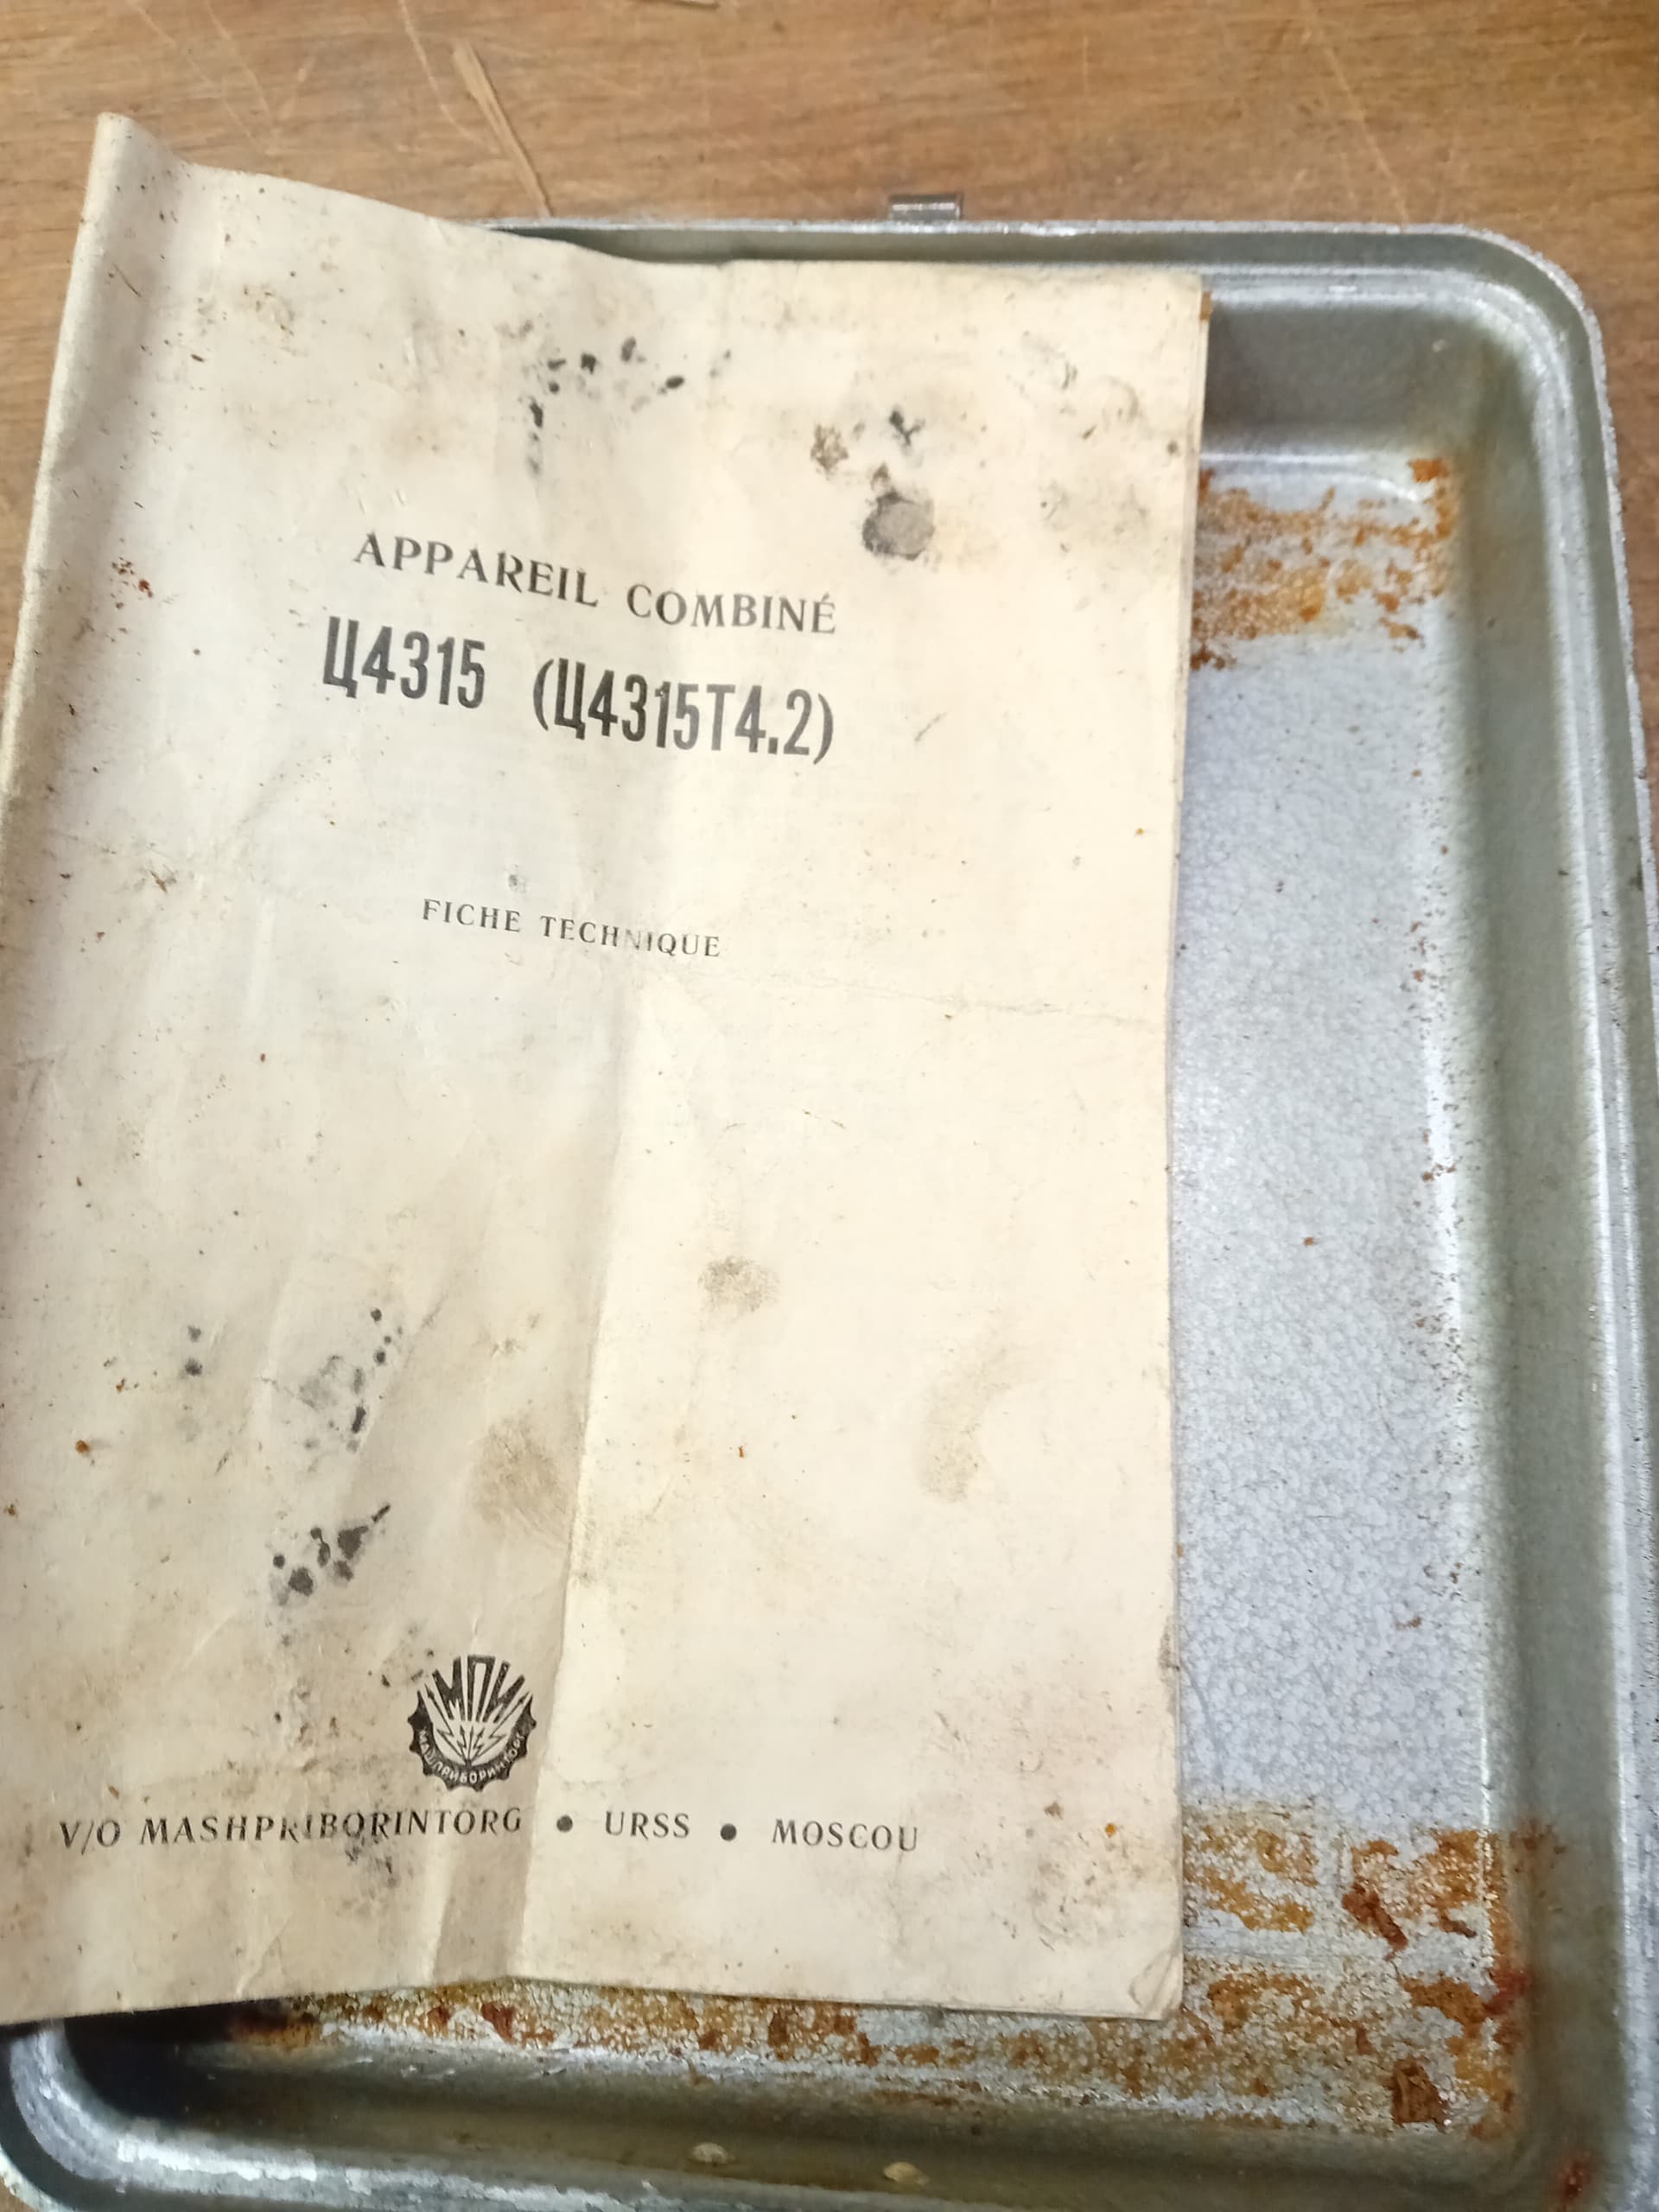 APPAREIL COMBINÉ
Ц4315 (Ц4315Т4.2)
FICHE TECHNIQUE
МПИ
МАШПРИБОРИНТОРГ
V/O MASHPRIBORINTORG • URSS • MOSCOU